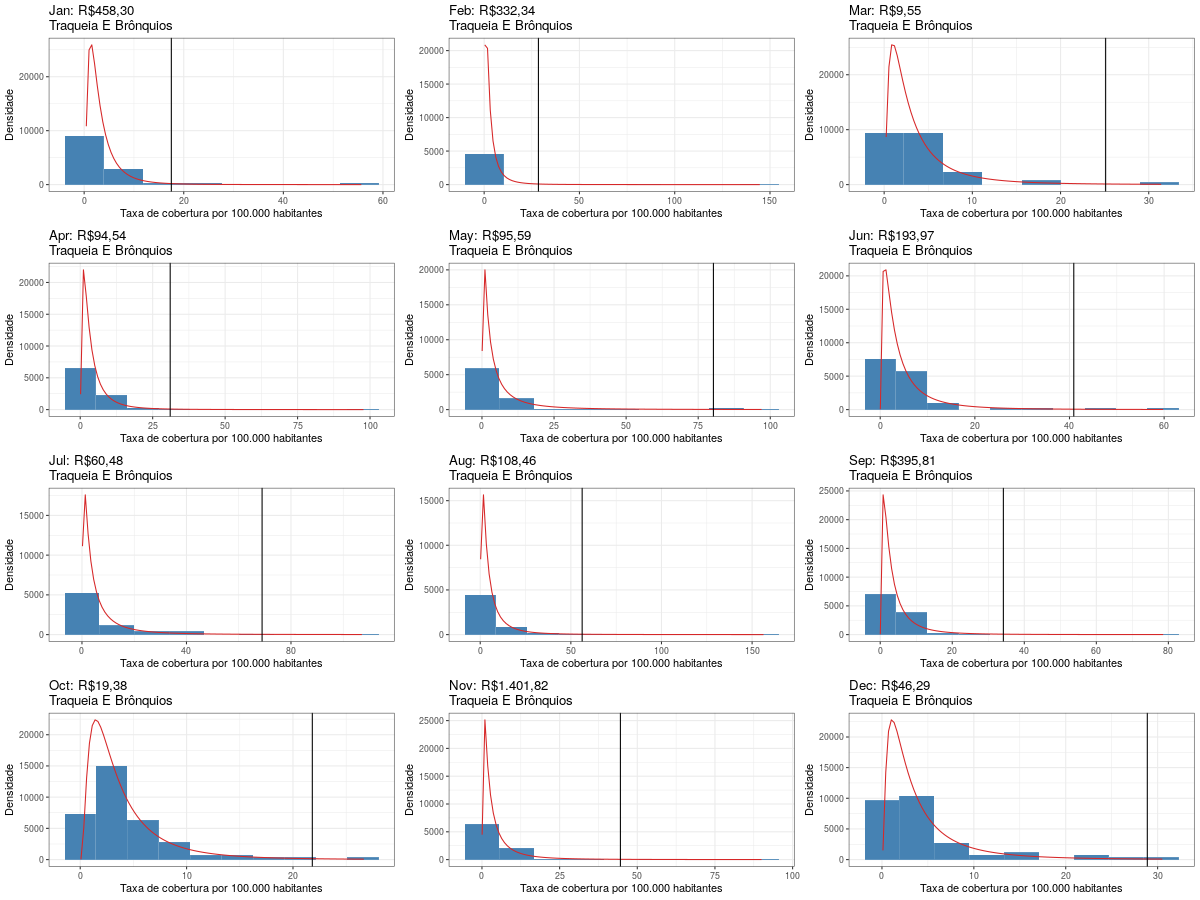 Jan: R$458,30
Traqueia E Brônquios
Densidade
20000
10000
0
0
20
40
60
Taxa de cobertura por 100.000 habitantes
Feb: R$332,34
Traqueia E Brônquios
Densidade
20000
15000
10000
5000
0
0
50
100
150
Taxa de cobertura por 100.000 habitantes
Mar: R$9,55
Traqueia E Brônquios
Densidade
20000
10000
0
0
10
20
30
Taxa de cobertura por 100.000 habitantes
Apr: R$94,54
Traqueia E Brônquios
Densidade
20000
15000
10000
5000
0
0
25
50
75
100
Taxa de cobertura por 100.000 habitantes
May: R$95,59
Traqueia E Brônquios
Densidade
20000
15000
10000
5000
0
0
25
50
75
100
Taxa de cobertura por 100.000 habitantes
Jun: R$193,97
Traqueia E Brônquios
Densidade
20000
15000
10000
5000
0
0
20
40
60
Taxa de cobertura por 100.000 habitantes
Jul: R$60,48
Traqueia E Brônquios
Densidade
15000
10000
5000
0
0
40
80
Taxa de cobertura por 100.000 habitantes
Aug: R$108,46
Traqueia E Brônquios
Densidade
15000
10000
5000
0
0
50
100
150
Taxa de cobertura por 100.000 habitantes
Sep: R$395,81
Traqueia E Brônquios
Densidade
25000
20000
15000
10000
5000
0
0
20
40
60
80
Taxa de cobertura por 100.000 habitantes
Oct: R$19,38
Traqueia E Brônquios
Densidade
20000
15000
10000
5000
0
0
10
20
Taxa de cobertura por 100.000 habitantes
Nov: R$1.401,82
Traqueia E Brônquios
Densidade
25000
20000
15000
10000
5000
0
0
25
50
75
100
Taxa de cobertura por 100.000 habitantes
Dec: R$46,29
Traqueia E Brônquios
Densidade
20000
15000
10000
5000
0
0
10
20
30
Taxa de cobertura por 100.000 habitantes